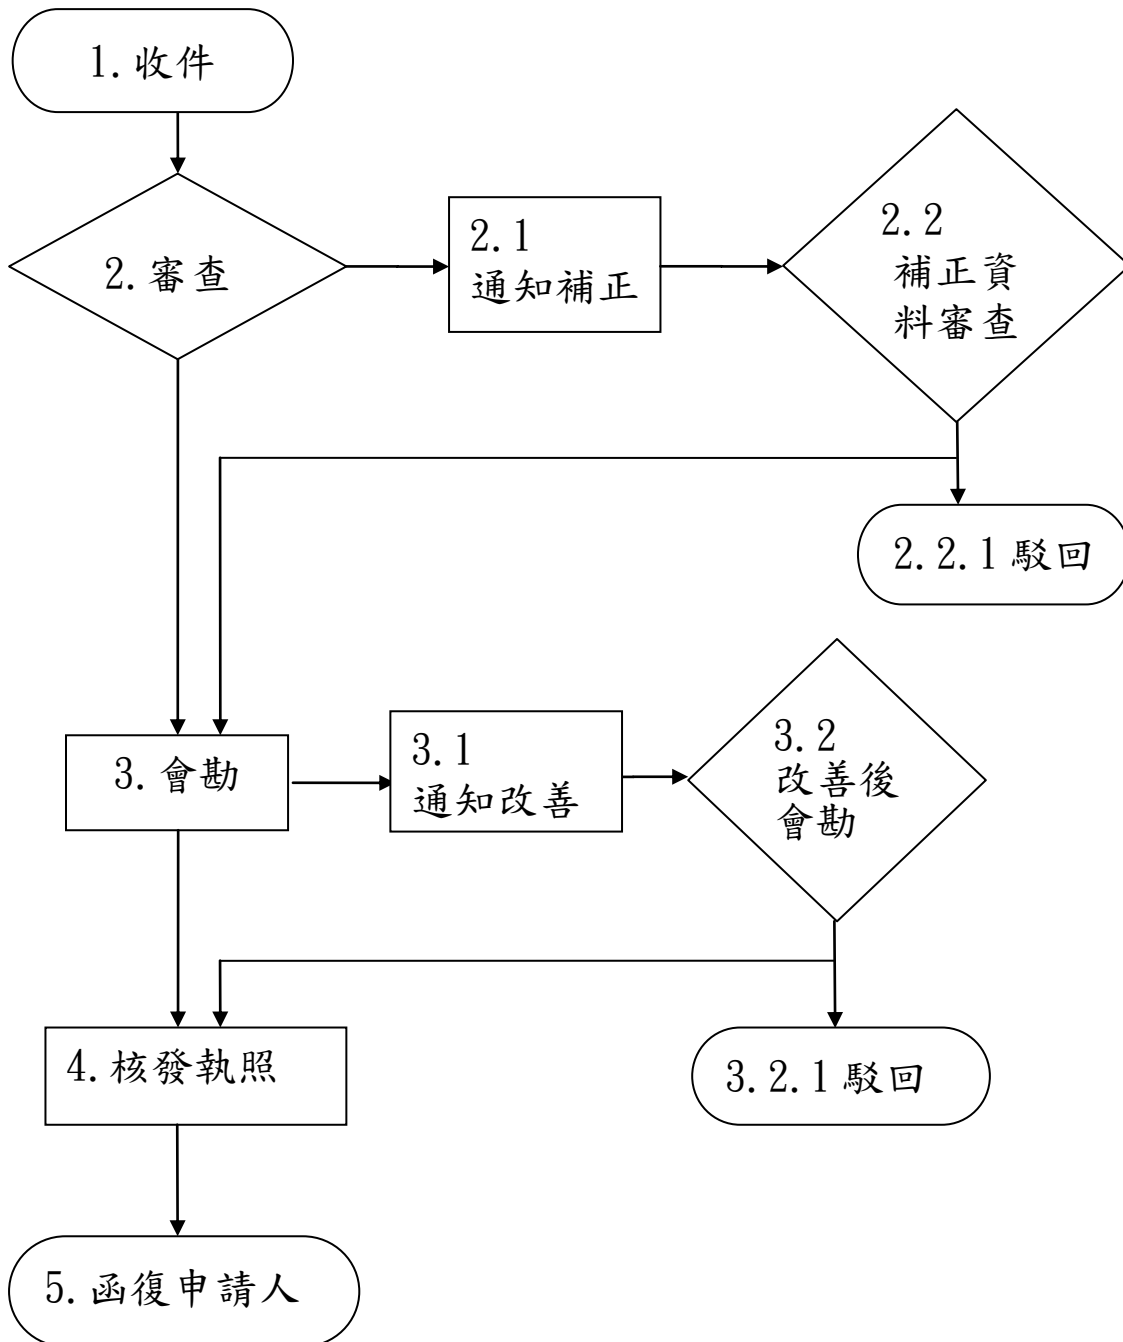 1.收件
2.審查
2.1
通知補正
2.2
補正資
料審查
2.2.1駁回
3.會勘
3.1
通知改善
3.2
改善後
會勘
3.2.1駁回
4.核發執照
5.函復申請人